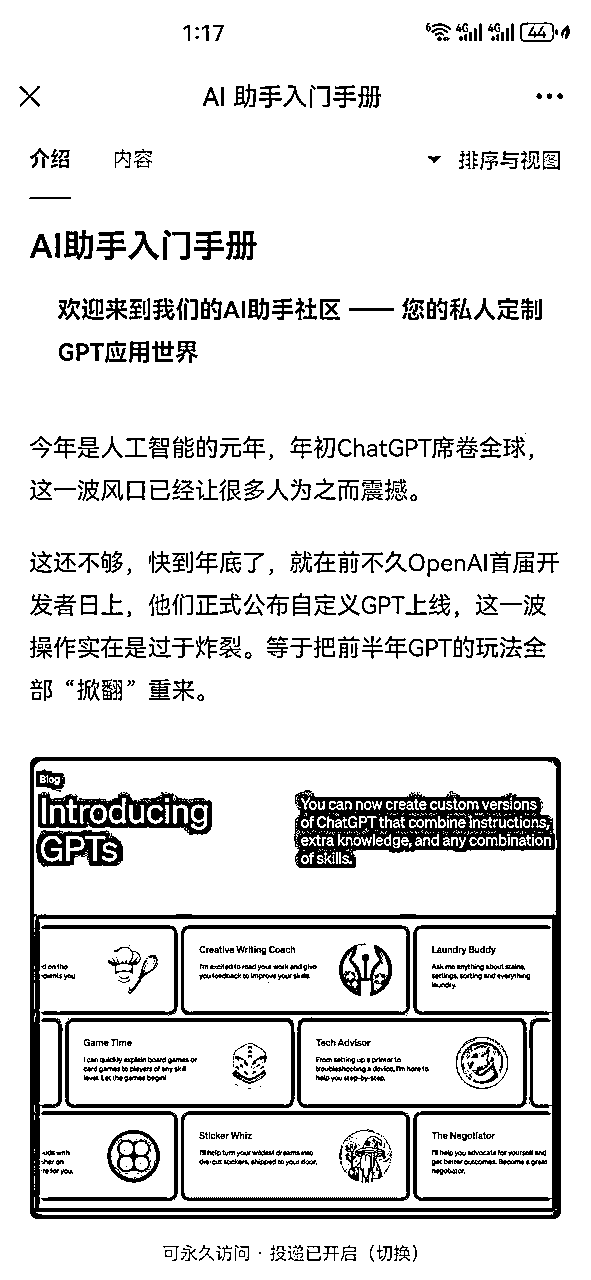 1:17
6 4G 4G 44
AI 助手入门手册
介绍 内容 排序与视图
AI助手入门手册
欢迎来到我们的AI助手社区 —— 您的私人定制
GPT应用世界
今年是人工智能的元年，年初ChatGPT席卷全球，
这一波风口已经让很多人为之而震撼。
这还不够，快到年底了，就在前不久OpenAI首届开
发者日上，他们正式公布自定义GPT上线，这一波
操作实在是过于炸裂。等于把前半年GPT的玩法全
部“掀翻”重来。
Blog
Introducing
GPTs
You can now create custom versions
of ChatGPT that combine instructions,
extra knowledge, and any combination
of skills.
d on the
Creative Writing Coach
I'm excited to read your work and give
you feedback to improve your skills.
Laundry Buddy
Ask me anything about stains,
settings, sorting and everything
laundry.
Game Time
I can quickly explain board games or
card games to players of any skill
level. Let the games begin!
Tech Advisor
From setting up a printer to
troubleshooting a device, I'm here to
help you step-by-step.
Sticker Whiz
I'll help turn your wildest dreams into
die-cut stickers, shipped to your door.
The Negotiator
I'll help you advocate for yourself and
get better outcomes. Become a great
negotiator.
可永久访问 · 投递已开启（切换）